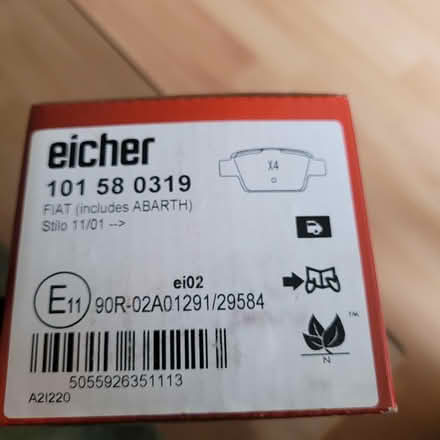 eicher
X4
101 58 0319
FIAT (includes ABARTH)
Stilo 11/01 -->
ei02
E11 90R-02A01291/29584
TM
N
5055926351113
A2I220